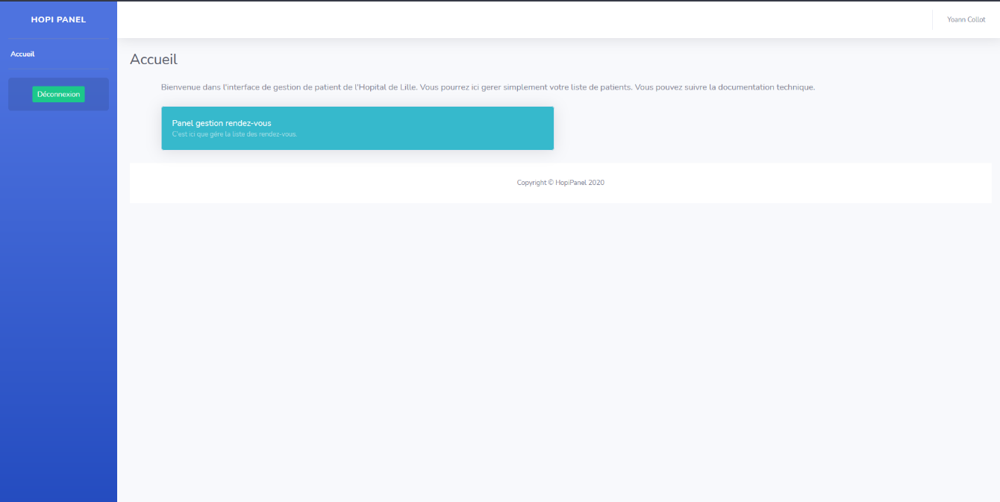 HOPI PANEL
Yoann Collot
Accueil
Déconnexion
Accueil
Bienvenue dans l'interface de gestion de patient de l'Hopital de Lille. Vous pourrez ici gerer simplement votre liste de patients. Vous pouvez suivre la documentation technique.
Panel gestion rendez-vous
C'est ici que gére la liste des rendez-vous.
Copyright © HopiPanel 2020